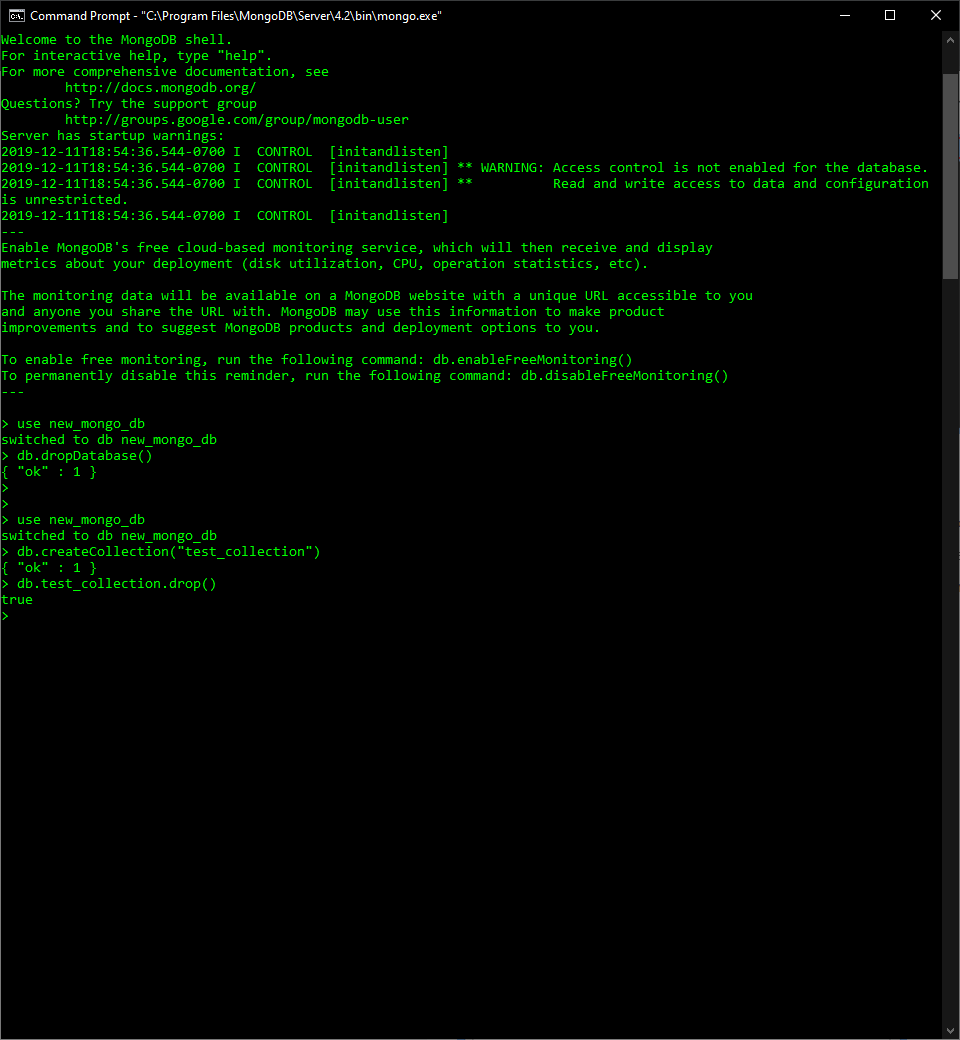 Command Prompt - "C:\Program Files\MongoDB\Server\4.2\bin\mongo.exe"
Welcome to the MongoDB shell.
For interactive help, type "help".
For more comprehensive documentation, see
        http://docs.mongodb.org/
Questions? Try the support group
        http://groups.google.com/group/mongodb-user
Server has startup warnings:
2019-12-11T18:54:36.544-0700 I  CONTROL  [initandlisten]
2019-12-11T18:54:36.544-0700 I  CONTROL  [initandlisten] ** WARNING: Access control is not enabled for the database.
2019-12-11T18:54:36.544-0700 I  CONTROL  [initandlisten] **          Read and write access to data and configuration
is unrestricted.
2019-12-11T18:54:36.544-0700 I  CONTROL  [initandlisten]
---
Enable MongoDB's free cloud-based monitoring service, which will then receive and display
metrics about your deployment (disk utilization, CPU, operation statistics, etc).

The monitoring data will be available on a MongoDB website with a unique URL accessible to you
and anyone you share the URL with. MongoDB may use this information to make product
improvements and to suggest MongoDB products and deployment options to you.

To enable free monitoring, run the following command: db.enableFreeMonitoring()
To permanently disable this reminder, run the following command: db.disableFreeMonitoring()
---

> use new_mongo_db
switched to db new_mongo_db
> db.dropDatabase()
{ "ok" : 1 }
>
>
> use new_mongo_db
switched to db new_mongo_db
> db.createCollection("test_collection")
{ "ok" : 1 }
> db.test_collection.drop()
true
>